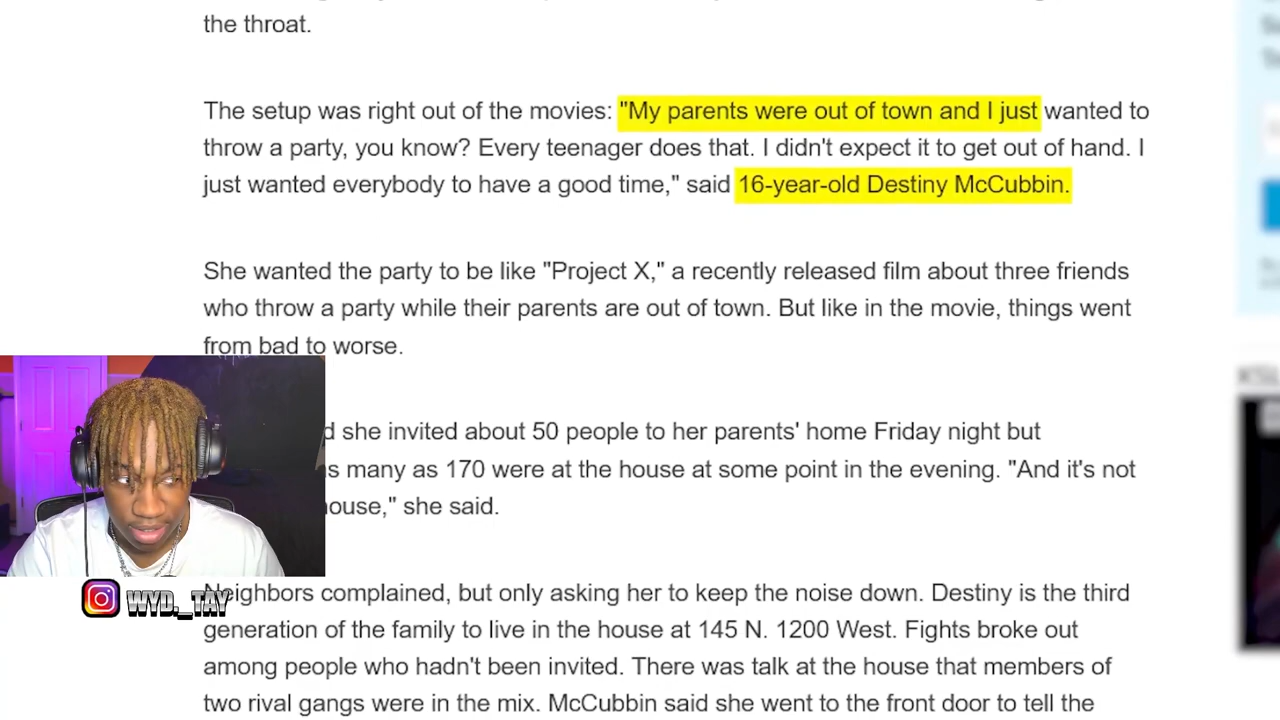 the throat.
The setup was right out of the movies: "My parents were out of town and I just wanted to
throw a party, you know? Every teenager does that. I didn't expect it to get out of hand. I
just wanted everybody to have a good time," said 16-year-old Destiny McCubbin.
She wanted the party to be like "Project X," a recently released film about three friends
who throw a party while their parents are out of town. But like in the movie, things went
from bad to worse.
she invited about 50 people to her parents' home Friday night but
many as 170 were at the house at some point in the evening. "And it's not
she said.
WYD._TAY
Neighbors complained, but only asking her to keep the noise down. Destiny is the third
generation of the family to live in the house at 145 N. 1200 West. Fights broke out
among people who hadn't been invited. There was talk at the house that members of
two rival gangs were in the mix. McCubbin said she went to the front door to tell the